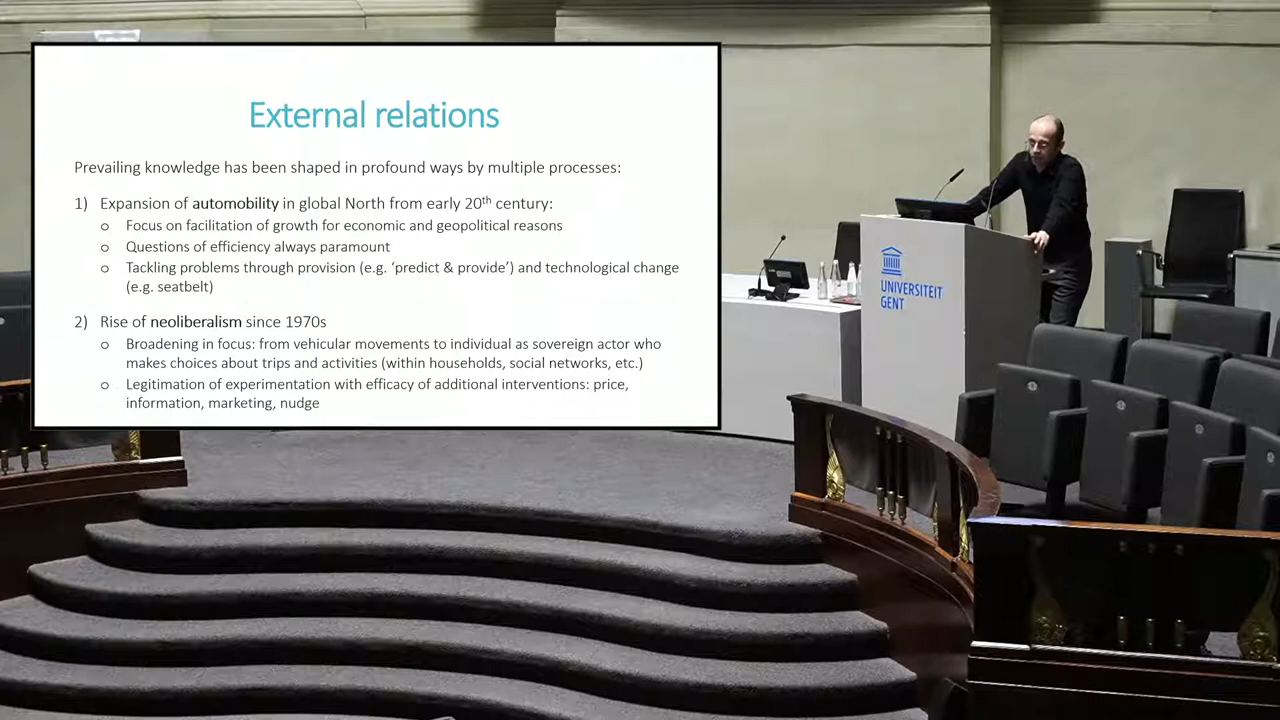 External relations
Prevailing knowledge has been shaped in profound ways by multiple processes:
1) Expansion of automobility in global North from early 20th century:
o Focus on facilitation of growth for economic and geopolitical reasons
o Questions of efficiency always paramount
o Tackling problems through provision (e.g. ‘predict & provide’) and technological change
(e.g. seatbelt)
2) Rise of neoliberalism since 1970s
o Broadening in focus: from vehicular movements to individual as sovereign actor who
makes choices about trips and activities (within households, social networks, etc.)
o Legitimation of experimentation with efficacy of additional interventions: price,
information, marketing, nudge
UNIVERSITEIT
GENT